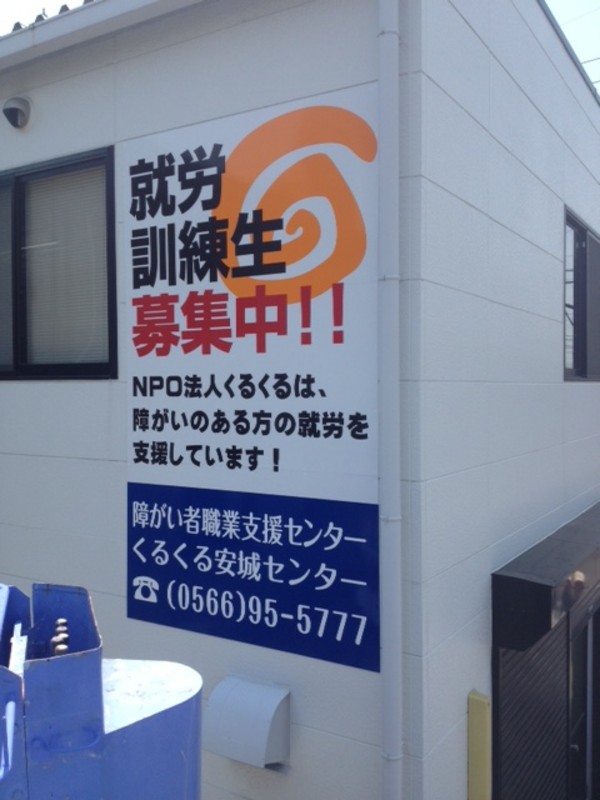 就労
訓練生
募集中!!
NPO法人くるくるは、
障がいのある方の就労を
支援しています!
障がい者職業支援センター
くるくる安城センター
☎(0566)95-5777